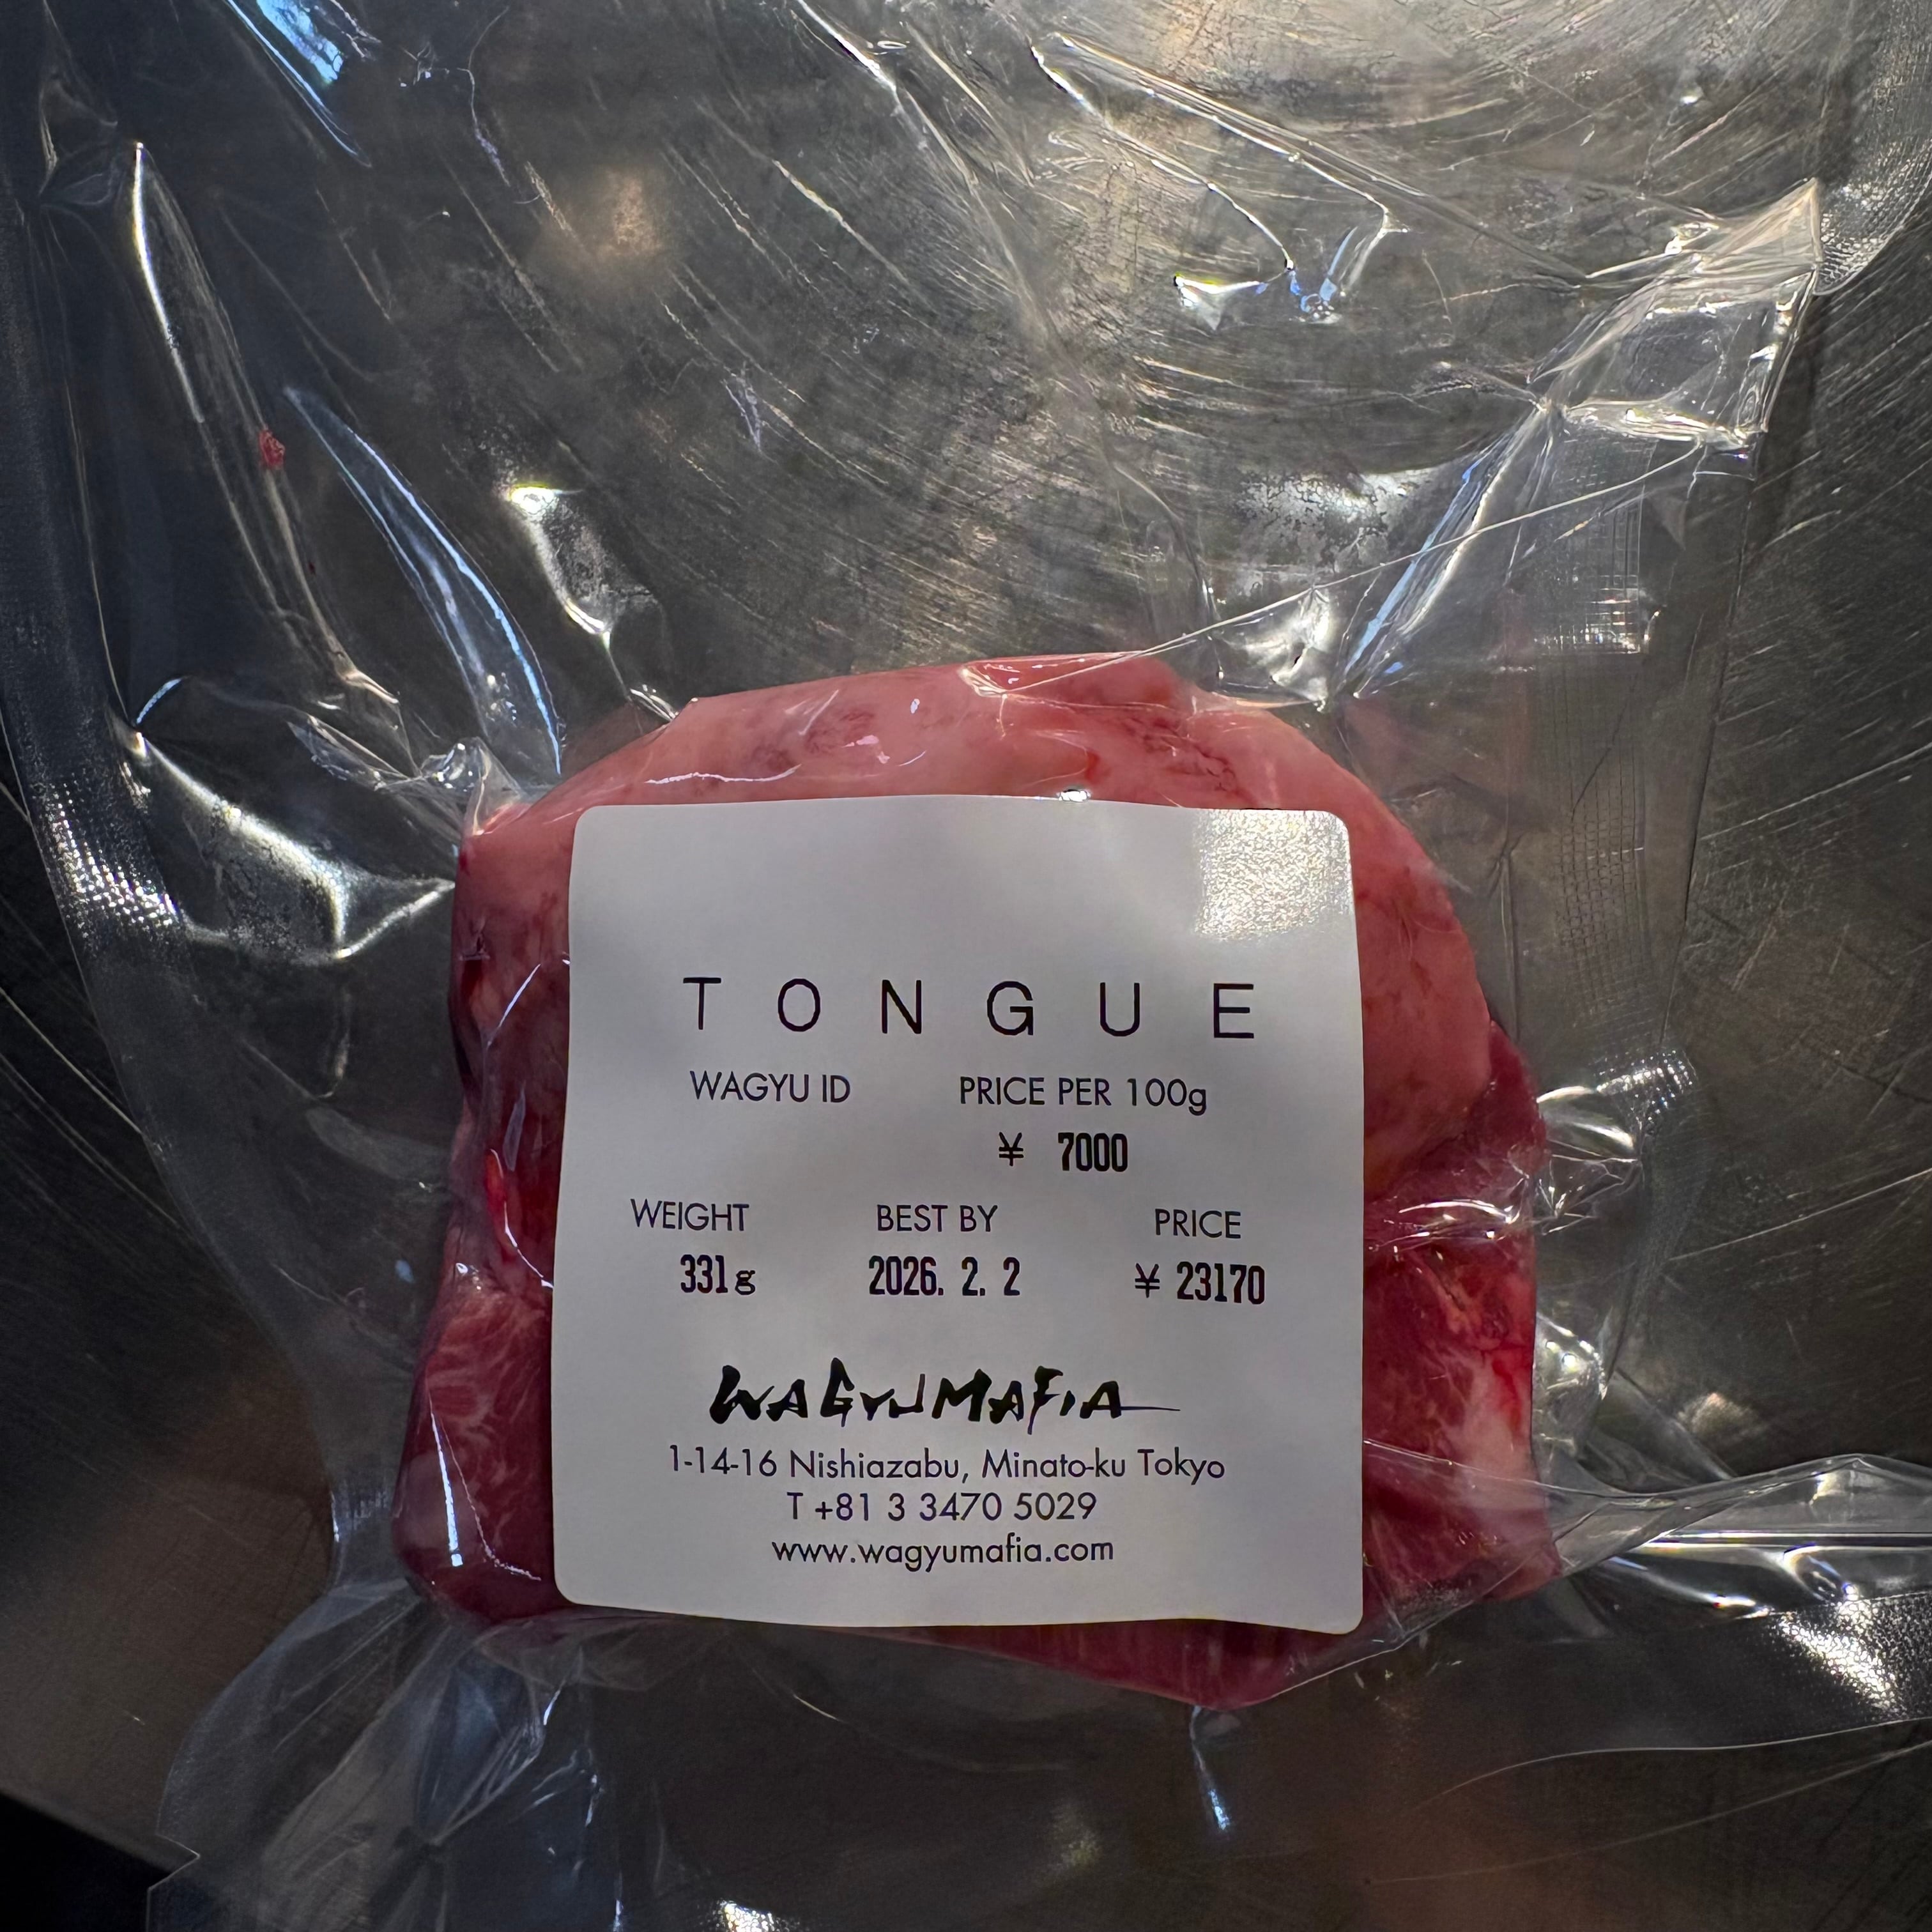 TONGUE
WAGYU ID PRICE PER 100g
¥ 7000
WEIGHT BEST BY PRICE
331g 2026. 2. 2 ¥ 23170
WAGYUMAFIA
1-14-16 Nishiazabu, Minato-ku Tokyo
T +81 3 3470 5029
www.wagyumafia.com